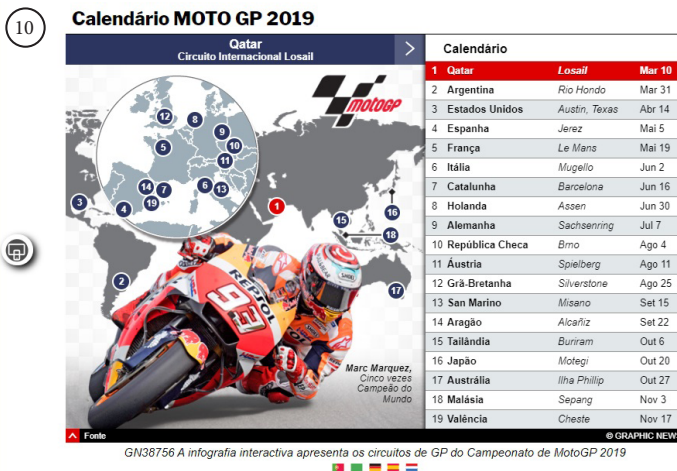 10
Calendário MOTO GP 2019
Qatar
Circuito Internacional Losail
motoGP
12
8
9
10
5
11
14
7
6
13
3
4
19
1
15
16
18
2
17
REPSOL
93
Marc Marquez,
Cinco vezes
Campeão do
Mundo
Calendário
1 Qatar Losail Mar 10
2 Argentina Rio Hondo Mar 31
3 Estados Unidos Austin, Texas Abr 14
4 Espanha Jerez Mai 5
5 França Le Mans Mai 19
6 Itália Mugello Jun 2
7 Catalunha Barcelona Jun 16
8 Holanda Assen Jun 30
9 Alemanha Sachsenring Jul 7
10 República Checa Brno Ago 4
11 Áustria Spielberg Ago 11
12 Grã-Bretanha Silverstone Ago 25
13 San Marino Misano Set 15
14 Aragão Alcañiz Set 22
15 Tailândia Buriram Out 6
16 Japão Motegi Out 20
17 Austrália Ilha Phillip Out 27
18 Malásia Sepang Nov 3
19 Valência Cheste Nov 17
Fonte
© GRAPHIC NEWS
GN38756 A infografia interactiva apresenta os circuitos de GP do Campeonato de MotoGP 2019